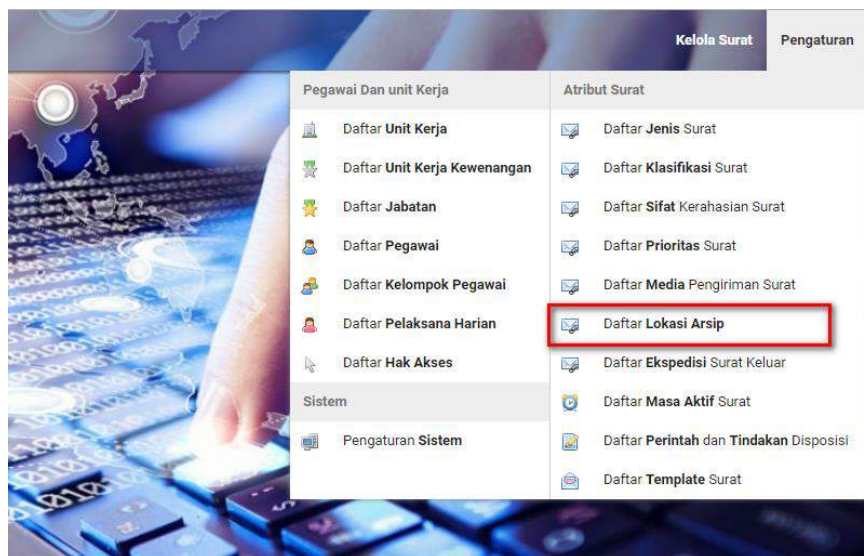 Kelola Surat
Pengaturan
Pegawai Dan unit Kerja
Daftar Unit Kerja
Daftar Unit Kerja Kewenangan
Daftar Jabatan
Daftar Pegawai
Daftar Kelompok Pegawai
Daftar Pelaksana Harian
Daftar Hak Akses
Sistem
Pengaturan Sistem
Atribut Surat
Daftar Jenis Surat
Daftar Klasifikasi Surat
Daftar Sifat Kerahasian Surat
Daftar Prioritas Surat
Daftar Media Pengiriman Surat
Daftar Lokasi Arsip
Daftar Ekspedisi Surat Keluar
Daftar Masa Aktif Surat
Daftar Perintah dan Tindakan Disposisi
Daftar Template Surat